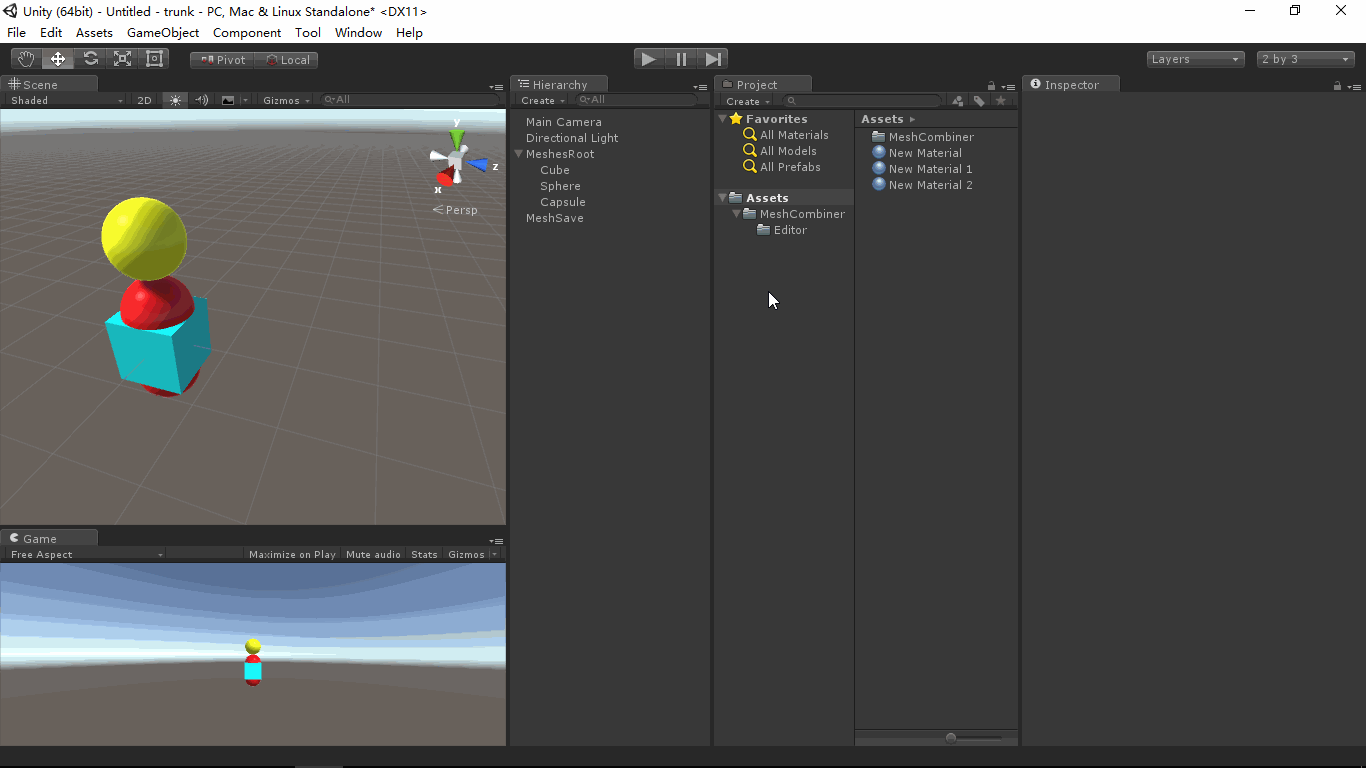 Unity (64bit) - Untitled - trunk - PC, Mac & Linux Standalone* <DX11>
File Edit Assets GameObject Component Tool Window Help
Pivot Local Layers 2 by 3
Scene
Shaded 2D Gizmos All
y
z
x
Persp
Game
Free Aspect Maximize on Play Mute audio Stats Gizmos
Hierarchy
Create All
Main Camera
Directional Light
MeshesRoot
Cube
Sphere
Capsule
MeshSave
Project
Create
Favorites
All Materials
All Models
All Prefabs
Assets
MeshCombiner
Editor
Assets
MeshCombiner
New Material
New Material 1
New Material 2
Inspector